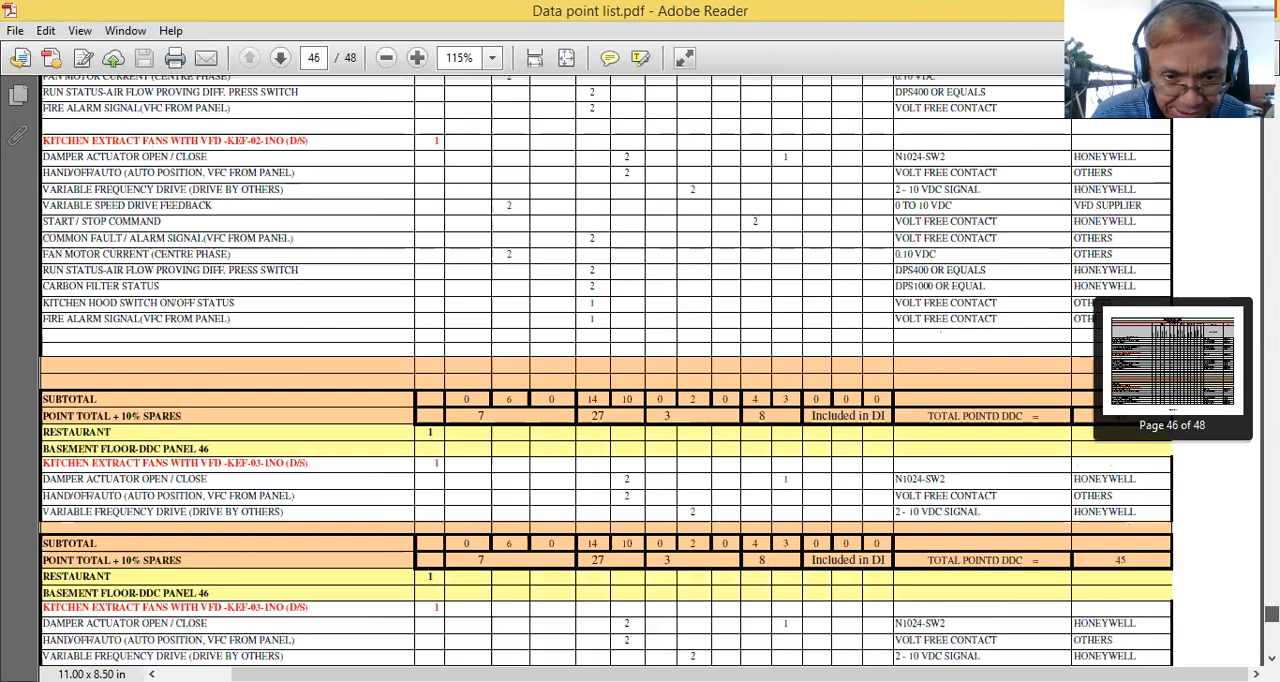 Data point list.pdf - Adobe Reader
File Edit View Window Help
46 / 48 115%
FAN MOTOR CURRENT (CENTRE PHASE) 2 0.10 VDC
RUN STATUS-AIR FLOW PROVING DIFF. PRESS SWITCH 2 DPS400 OR EQUALS
FIRE ALARM SIGNAL(VFC FROM PANEL) 2 VOLT FREE CONTACT
KITCHEN EXTRACT FANS WITH VFD -KEF-02-1NO (D/S) 1
DAMPER ACTUATOR OPEN / CLOSE 2 1 N1024-SW2 HONEYWELL
HAND/OFF/AUTO (AUTO POSITION, VFC FROM PANEL) 2 VOLT FREE CONTACT OTHERS
VARIABLE FREQUENCY DRIVE (DRIVE BY OTHERS) 2 2 - 10 VDC SIGNAL HONEYWELL
VARIABLE SPEED DRIVE FEEDBACK 2 0 TO 10 VDC VFD SUPPLIER
START / STOP COMMAND 2 VOLT FREE CONTACT HONEYWELL
COMMON FAULT / ALARM SIGNAL(VFC FROM PANEL) 2 VOLT FREE CONTACT OTHERS
FAN MOTOR CURRENT (CENTRE PHASE) 2 0.10 VDC OTHERS
RUN STATUS-AIR FLOW PROVING DIFF. PRESS SWITCH 2 DPS400 OR EQUALS HONEYWELL
CARBON FILTER STATUS 2 DPS1000 OR EQUAL HONEYWELL
KITCHEN HOOD SWITCH ON/OFF STATUS 1 VOLT FREE CONTACT
FIRE ALARM SIGNAL(VFC FROM PANEL) 1 VOLT FREE CONTACT
SUBTOTAL 0 6 0 14 10 0 2 0 4 3 0 0 0
POINT TOTAL + 10% SPARES 7 27 3 8 Included in DI TOTAL POINTD DDC =
Page 46 of 48
RESTAURANT 1
BASEMENT FLOOR-DDC PANEL 46
KITCHEN EXTRACT FANS WITH VFD -KEF-03-1NO (D/S) 1
DAMPER ACTUATOR OPEN / CLOSE 2 1 N1024-SW2 HONEYWELL
HAND/OFF/AUTO (AUTO POSITION, VFC FROM PANEL) 2 VOLT FREE CONTACT OTHERS
VARIABLE FREQUENCY DRIVE (DRIVE BY OTHERS) 2 2 - 10 VDC SIGNAL HONEYWELL
SUBTOTAL 0 6 0 14 10 0 2 0 4 3 0 0 0
POINT TOTAL + 10% SPARES 7 27 3 8 Included in DI TOTAL POINTD DDC = 45
RESTAURANT 1
BASEMENT FLOOR-DDC PANEL 46
KITCHEN EXTRACT FANS WITH VFD -KEF-03-1NO (D/S) 1
DAMPER ACTUATOR OPEN / CLOSE 2 1 N1024-SW2 HONEYWELL
HAND/OFF/AUTO (AUTO POSITION, VFC FROM PANEL) 2 VOLT FREE CONTACT OTHERS
VARIABLE FREQUENCY DRIVE (DRIVE BY OTHERS) 2 2 - 10 VDC SIGNAL HONEYWELL
11.00 x 8.50 in